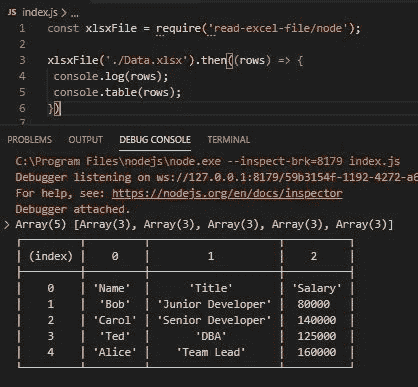 JS index.js > ...
1 const xlsxFile = require('read-excel-file/node');
2
3 xlsxFile('./Data.xlsx').then((rows) => {
4 console.log(rows);
5 console.table(rows);
6 })
PROBLEMS OUTPUT DEBUG CONSOLE TERMINAL
C:\Program Files\nodejs\node.exe --inspect-brk=8179 index.js
Debugger listening on ws://127.0.0.1:8179/59b3154f-1192-4272-a6
For help, see: https://nodejs.org/en/docs/inspector
Debugger attached.
> Array(5) [Array(3), Array(3), Array(3), Array(3), Array(3)]
(index) 0 1 2
0 'Name' 'Title' 'Salary'
1 'Bob' 'Junior Developer' 80000
2 'Carol' 'Senior Developer' 140000
3 'Ted' 'DBA' 125000
4 'Alice' 'Team Lead' 160000